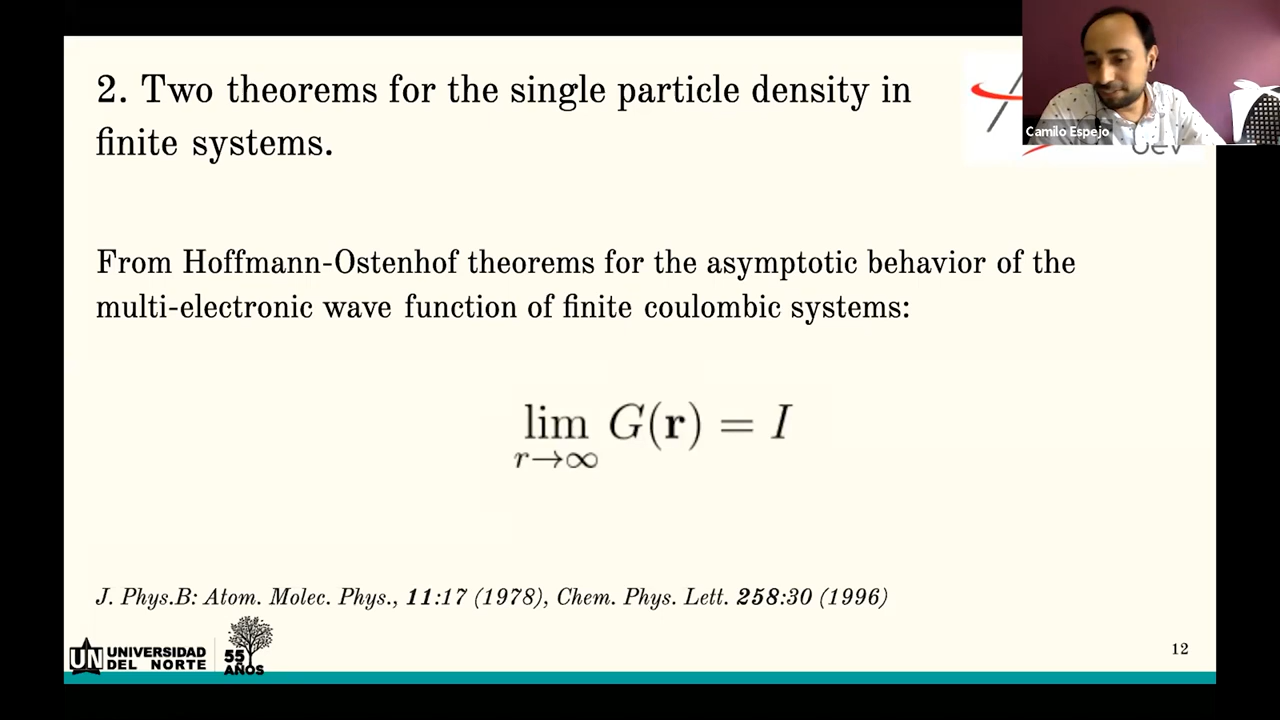 2. Two theorems for the single particle density in
finite systems.
Camilo Espejo
From Hoffmann-Ostenhof theorems for the asymptotic behavior of the
multi-electronic wave function of finite coulombic systems:
lim G(r) = I
r→∞
J. Phys.B: Atom. Molec. Phys., 11:17 (1978), Chem. Phys. Lett. 258:30 (1996)
UN UNIVERSIDAD DEL NORTE
55 AÑOS
12